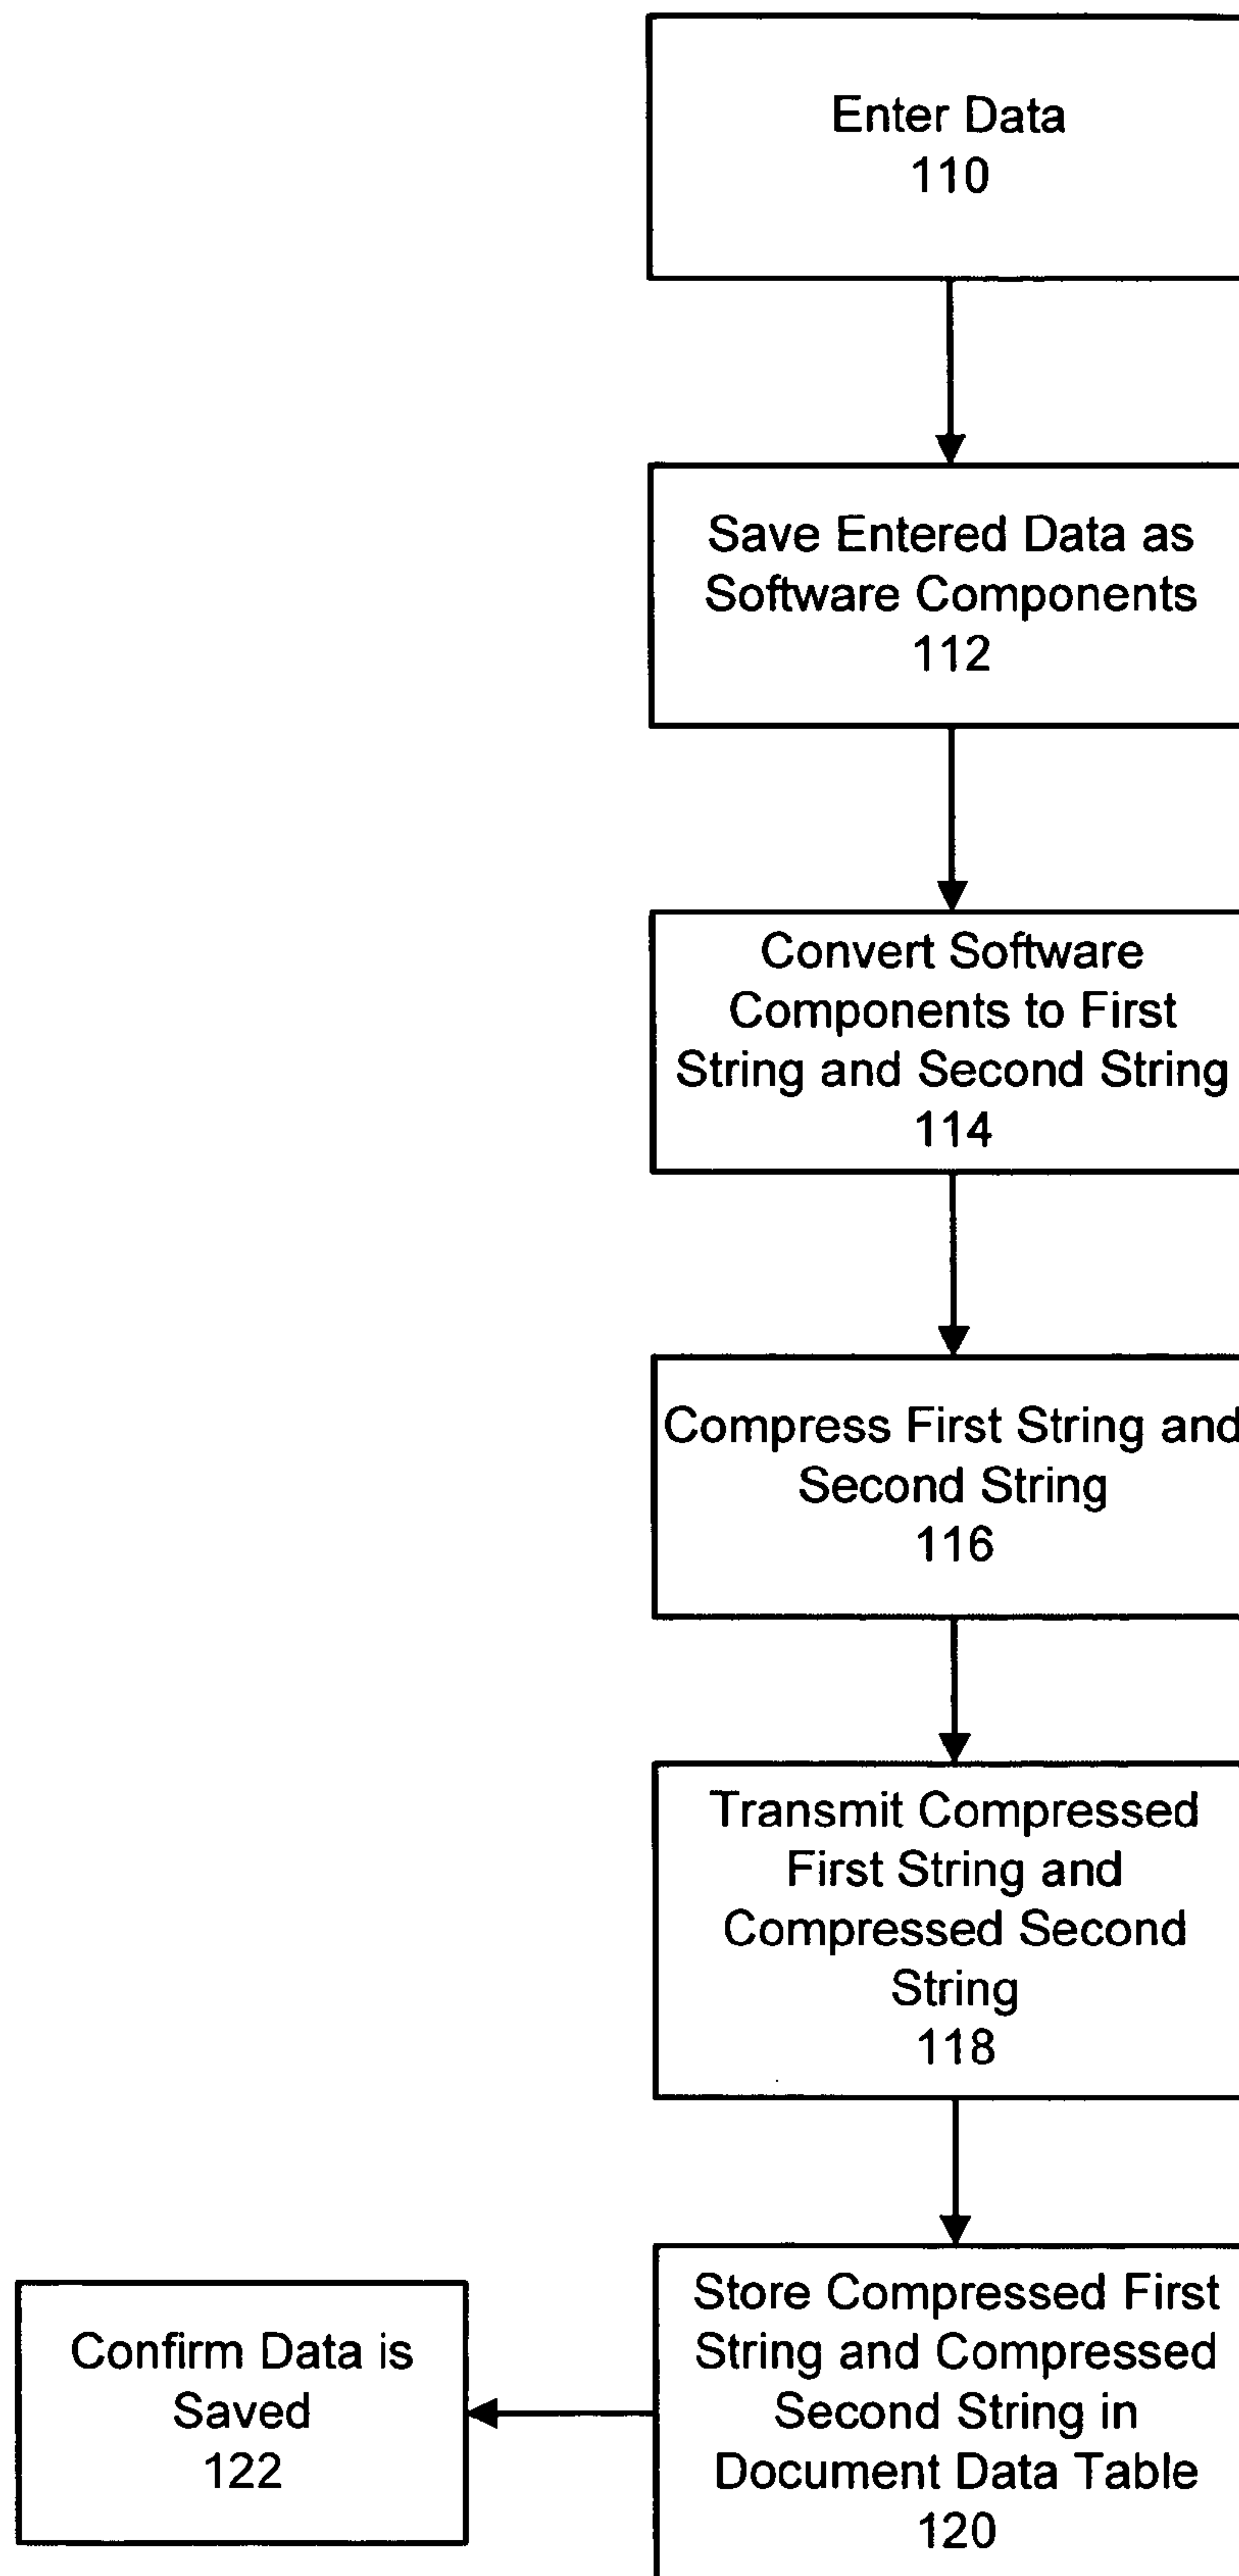 Enter Data
110
Save Entered Data as
Software Components
112
Convert Software
Components to First
String and Second String
114
Compress First String and
Second String
116
Transmit Compressed
First String and
Compressed Second
String
118
Store Compressed First
String and Compressed
Second String in
Document Data Table
120
Confirm Data is
Saved
122